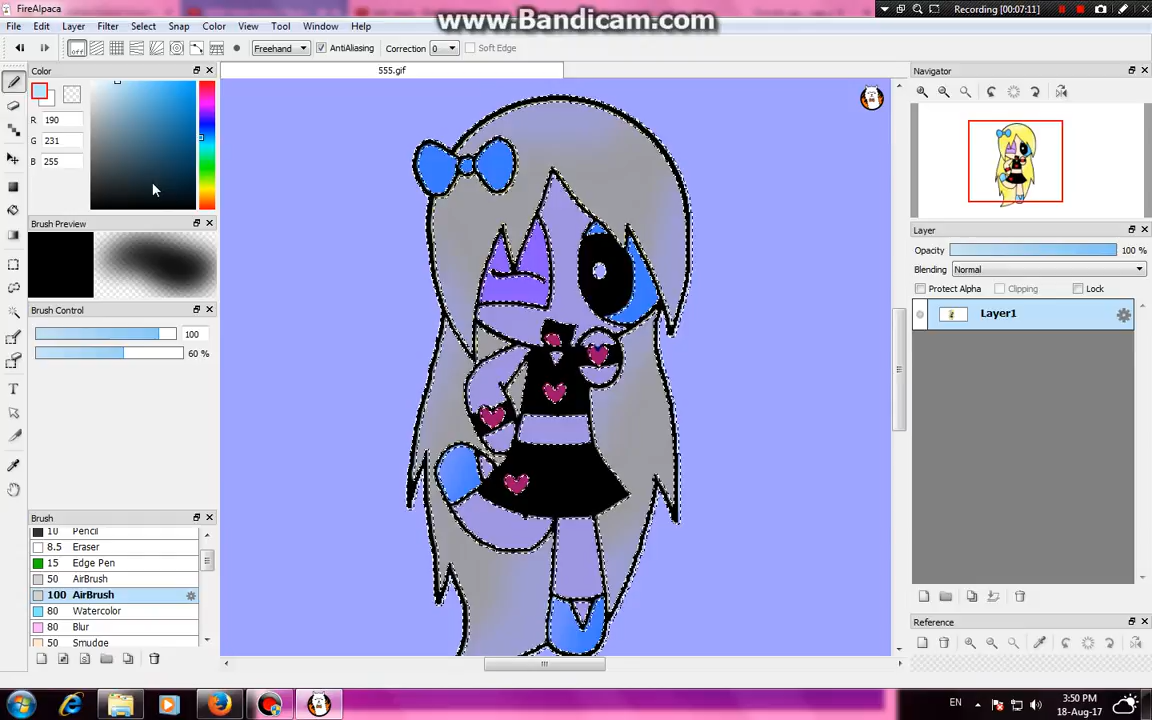 FireAlpaca
www.Bandicam.com
Recording [00:07:11]
File Edit Layer Filter Select Snap Color View Tool Window Help
off Freehand AntiAliasing Correction 0 Soft Edge
Color
555.gif
Navigator
R 190
G 231
B 255
Brush Preview
Layer
Opacity 100 %
Blending Normal
Protect Alpha Clipping Lock
Brush Control
Layer1
100
60 %
Brush
10 Pencil
8.5 Eraser
15 Edge Pen
50 AirBrush
100 AirBrush
80 Watercolor
80 Blur
50 Smudge
Reference
EN
3:50 PM
18-Aug-17